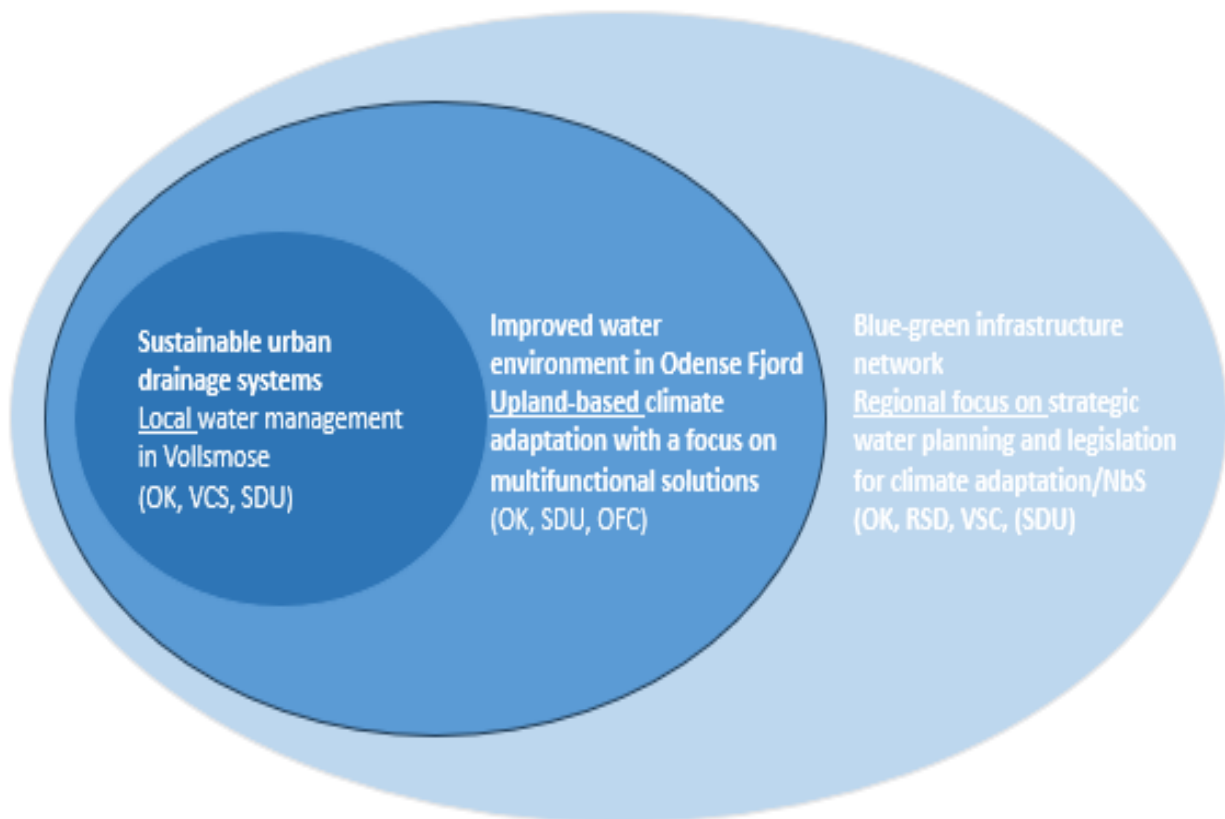 Sustainable urban
drainage systems
Local water management
in Vollsmose
(OK, VCS, SDU)
Improved water
environment in Odense Fjord
Upland-based climate
adaptation with a focus on
multifunctional solutions
(OK, SDU, OFC)
Blue-green infrastructure
network
Regional focus on strategic
water planning and legislation
for climate adaptation/NbS
(OK, RSD, VSC, (SDU)